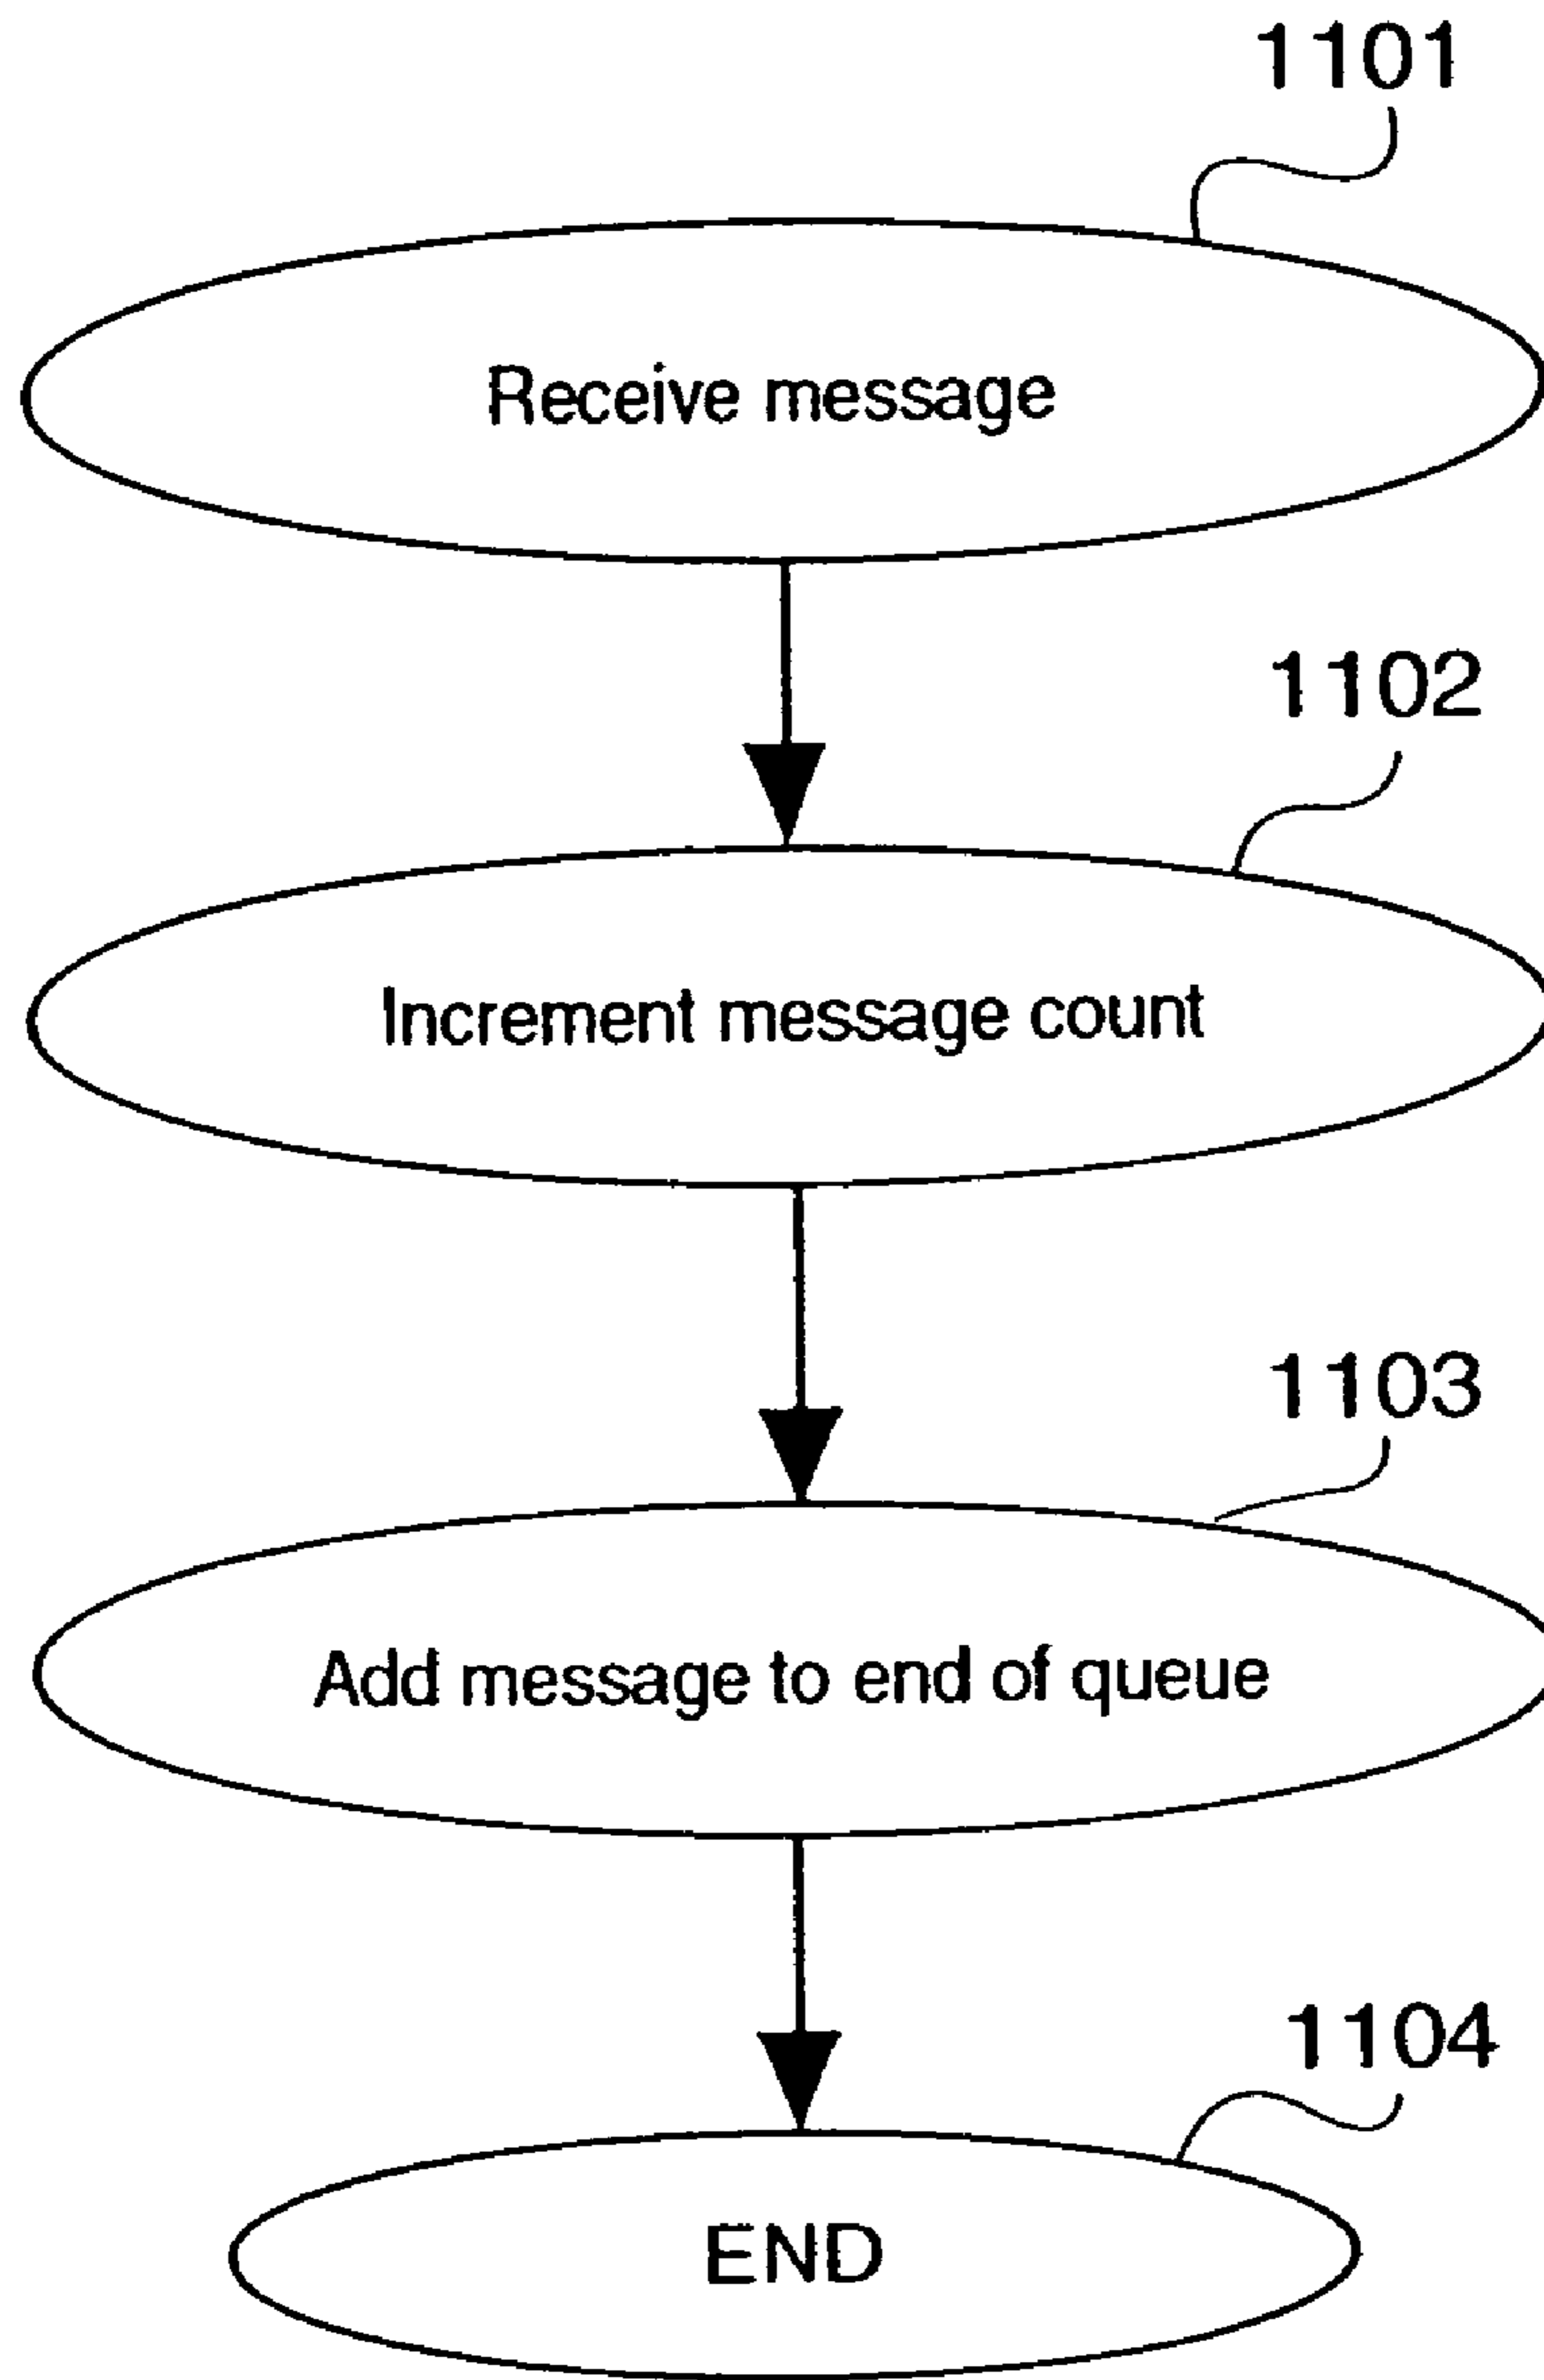 1101
Receive message
1102
Increment message count
1103
Add message to end of queue
1104
END